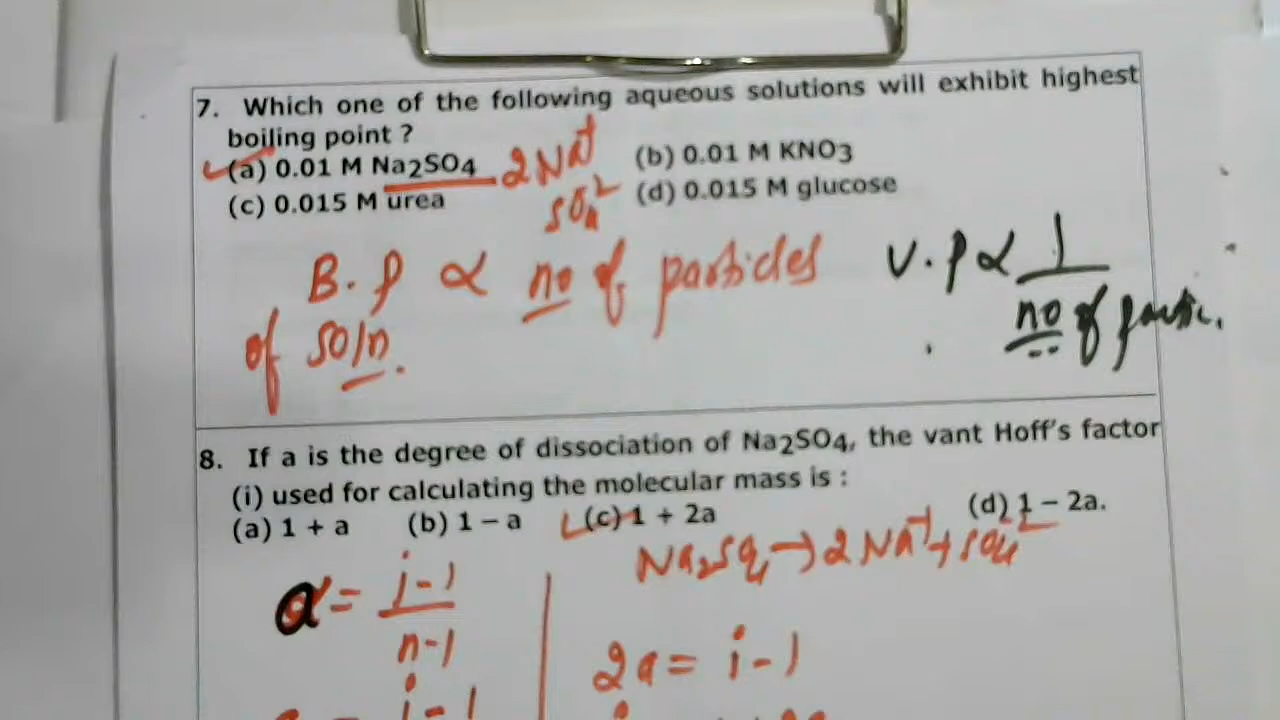 7. Which one of the following aqueous solutions will exhibit highest
boiling point ?
(a) 0.01 M Na2SO4 2Na+ (b) 0.01 M KNO3
(c) 0.015 M urea SO4 2- (d) 0.015 M glucose
B.p ∝ no of particles
of soln.
V.p ∝ 1
no of partic.
8. If a is the degree of dissociation of Na2SO4, the vant Hoff's factor
(i) used for calculating the molecular mass is :
(a) 1 + a (b) 1 – a (c) 1 + 2a (d) 1 – 2a.
Na2SO4 → 2Na+ + SO4 2-
α = i-1
n-1
2a = i-1
i-1